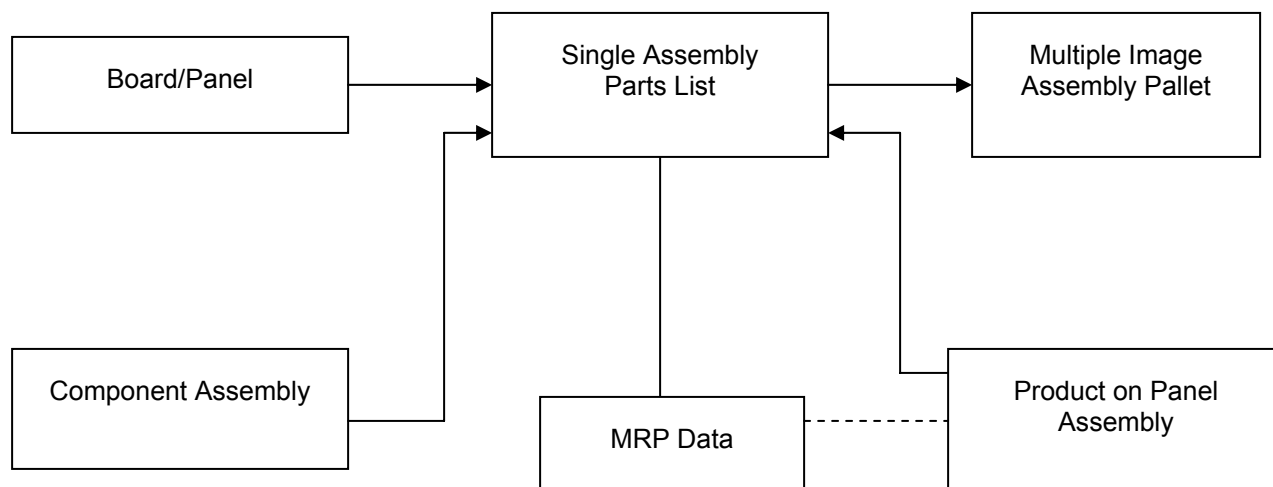 Board/Panel
Single Assembly
Parts List
Multiple Image
Assembly Pallet
Component Assembly
MRP Data
Product on Panel
Assembly